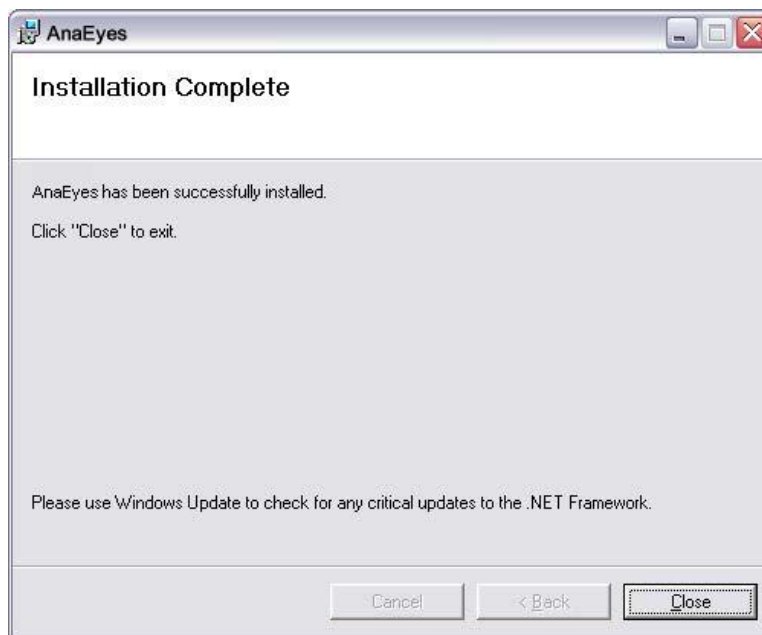 AnaEyes
Installation Complete
AnaEyes has been successfully installed.
Click "Close" to exit.
Please use Windows Update to check for any critical updates to the .NET Framework.
Cancel < Back Close